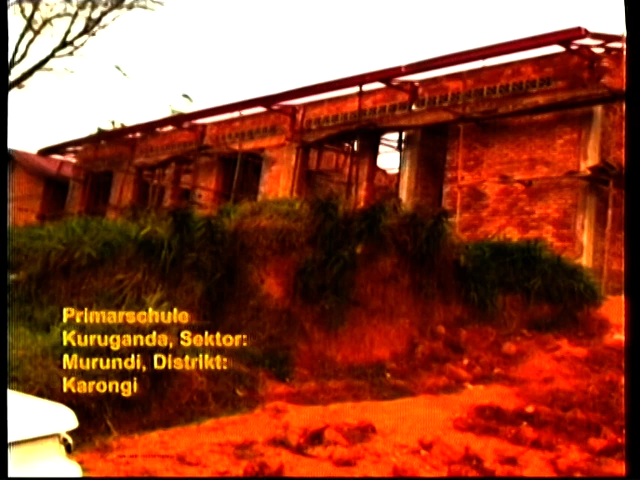 Primarschule
Kuruganda, Sektor:
Murundi, Distrikt:
Karongi